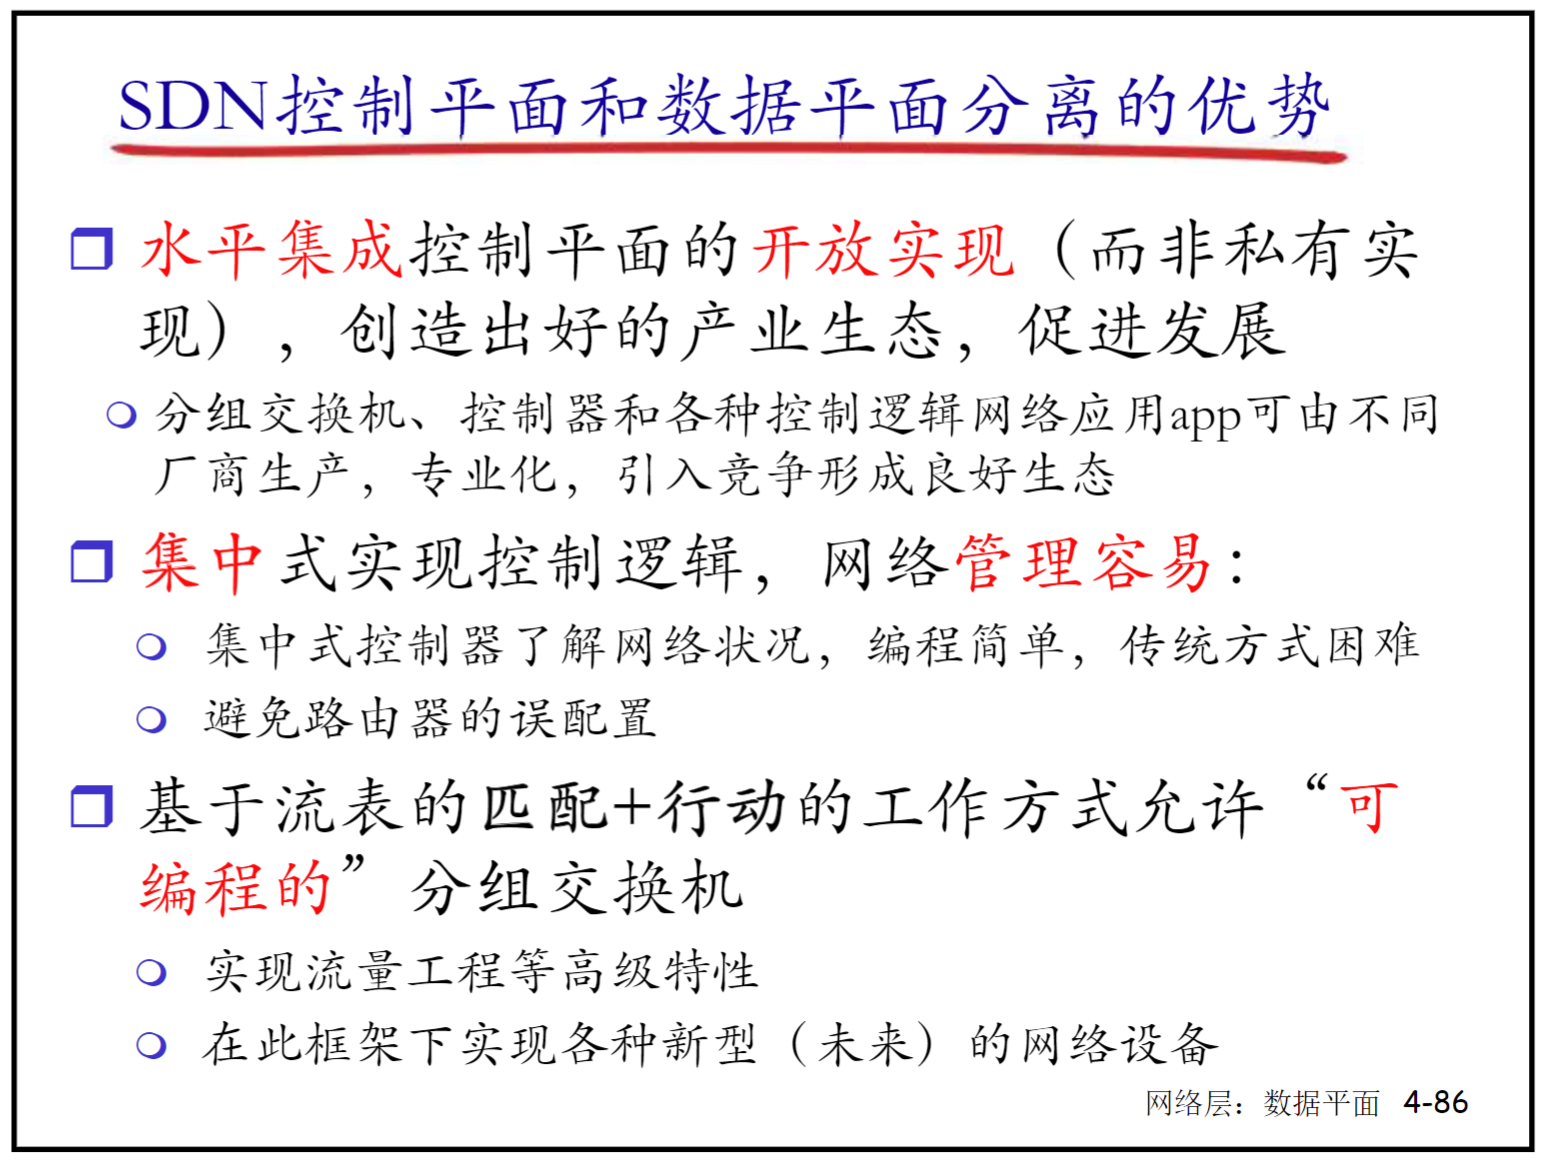 SDN控制平面和数据平面分离的优势
水平集成控制平面的开放实现（而非私有实
现），创造出好的产业生态，促进发展
分组交换机、控制器和各种控制逻辑网络应用app可由不同
厂商生产，专业化，引入竞争形成良好生态
集中式实现控制逻辑，网络管理容易：
集中式控制器了解网络状况，编程简单，传统方式困难
避免路由器的误配置
基于流表的匹配+行动的工作方式允许“可
编程的”分组交换机
实现流量工程等高级特性
在此框架下实现各种新型（未来）的网络设备
网络层：数据平面 4-86